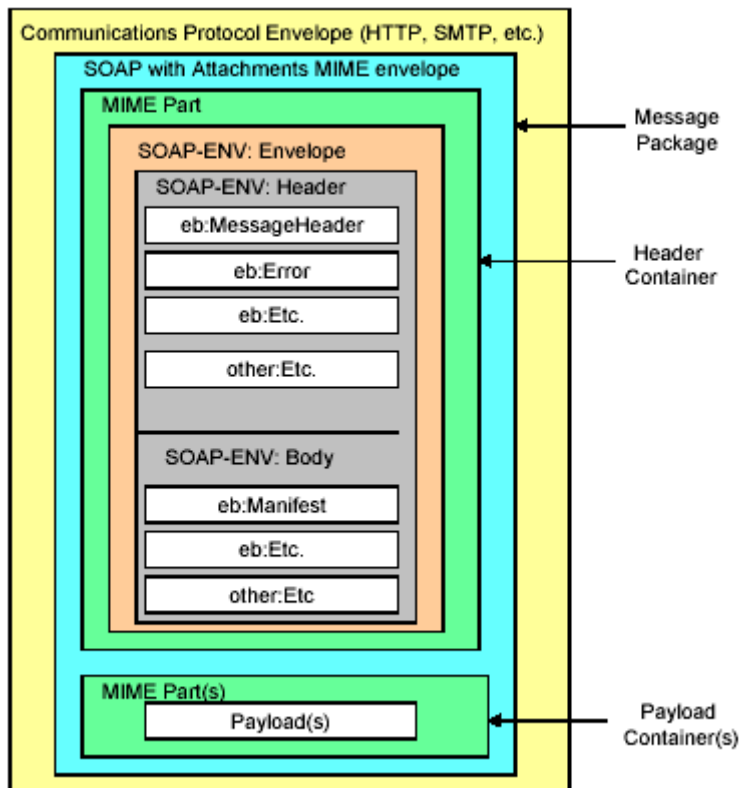 Communications Protocol Envelope (HTTP, SMTP, etc.)
SOAP with Attachments MIME envelope
MIME Part
SOAP-ENV: Envelope
SOAP-ENV: Header
eb:MessageHeader
eb:Error
eb:Etc.
other:Etc.
SOAP-ENV: Body
eb:Manifest
eb:Etc.
other:Etc
MIME Part(s)
Payload(s)
Message
Package
Header
Container
Payload
Container(s)